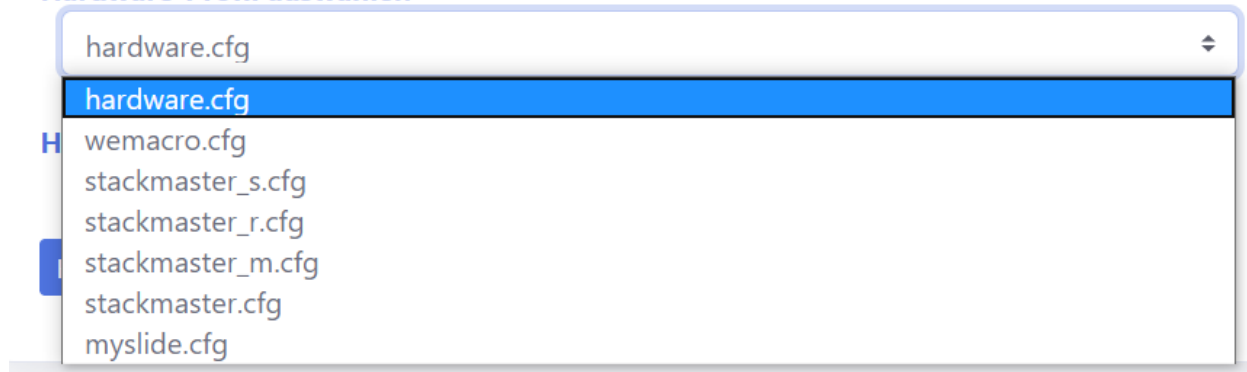 hardware.cfg
hardware.cfg
H
wemacro.cfg
stackmaster_s.cfg
stackmaster_r.cfg
stackmaster_m.cfg
stackmaster.cfg
myslide.cfg